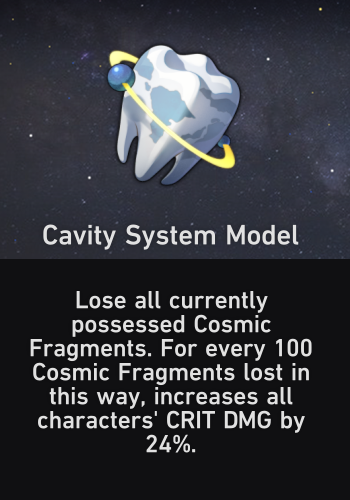 Cavity System Model
Lose all currently
possessed Cosmic
Fragments. For every 100
Cosmic Fragments lost in
this way, increases all
characters' CRIT DMG by
24%.